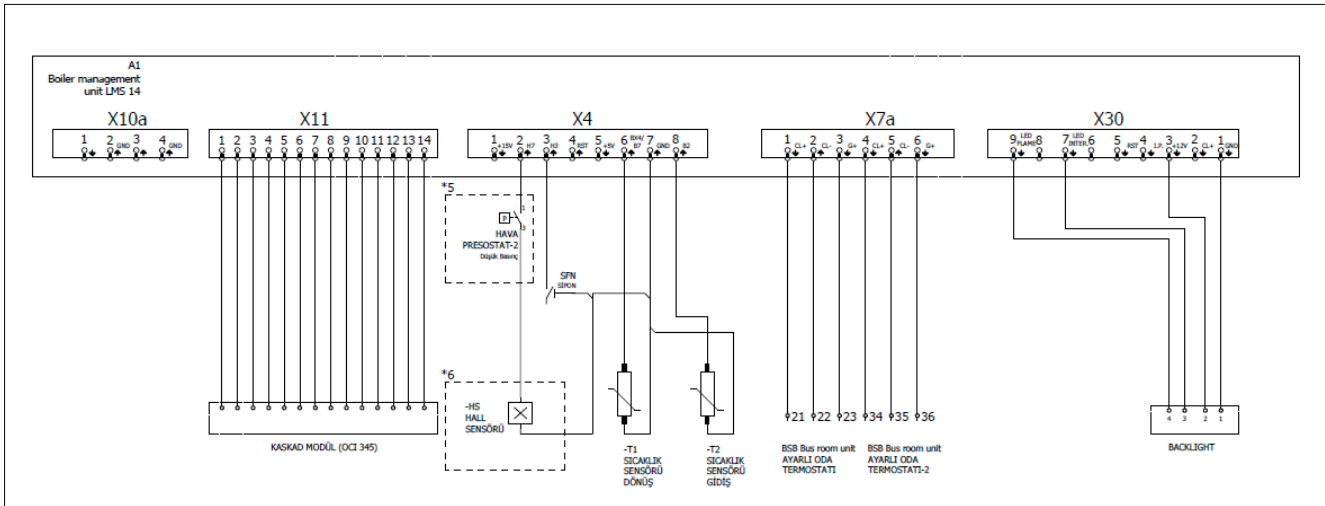 A1
Boiler management
unit LMS 14
X10a
X11
X4
X7a
X30
1 2 GND 3 4 GND
1 2 3 4 5 6 7 8 9 10 11 12 13 14
1 +15V 2 H7 3 H3 4 RST 5 +5V 6 BX4/ B7 7 GND 8 B2
1 CL+ 2 CL- 3 G+ 4 CL+ 5 CL- 6 G+
9 LED FLAME 8 7 LED INTER. 6 5 RST 4 I.P. 3 +12V 2 CL+ 1 GND
*5
1
P
3
HAVA
PRESOSTAT-2
Düşük Basınç
SFN
SİFON
*6
-HS
HALL
SENSÖRÜ
KASKAD MODÜL (OCI 345)
-T1
SICAKLIK
SENSÖRÜ
DÖNÜŞ
-T2
SICAKLIK
SENSÖRÜ
GİDİŞ
21 22 23 34 35 36
BSB Bus room unit
AYARLI ODA
TERMOSTATI
BSB Bus room unit
AYARLI ODA
TERMOSTATI-2
4 3 2 1
BACKLIGHT